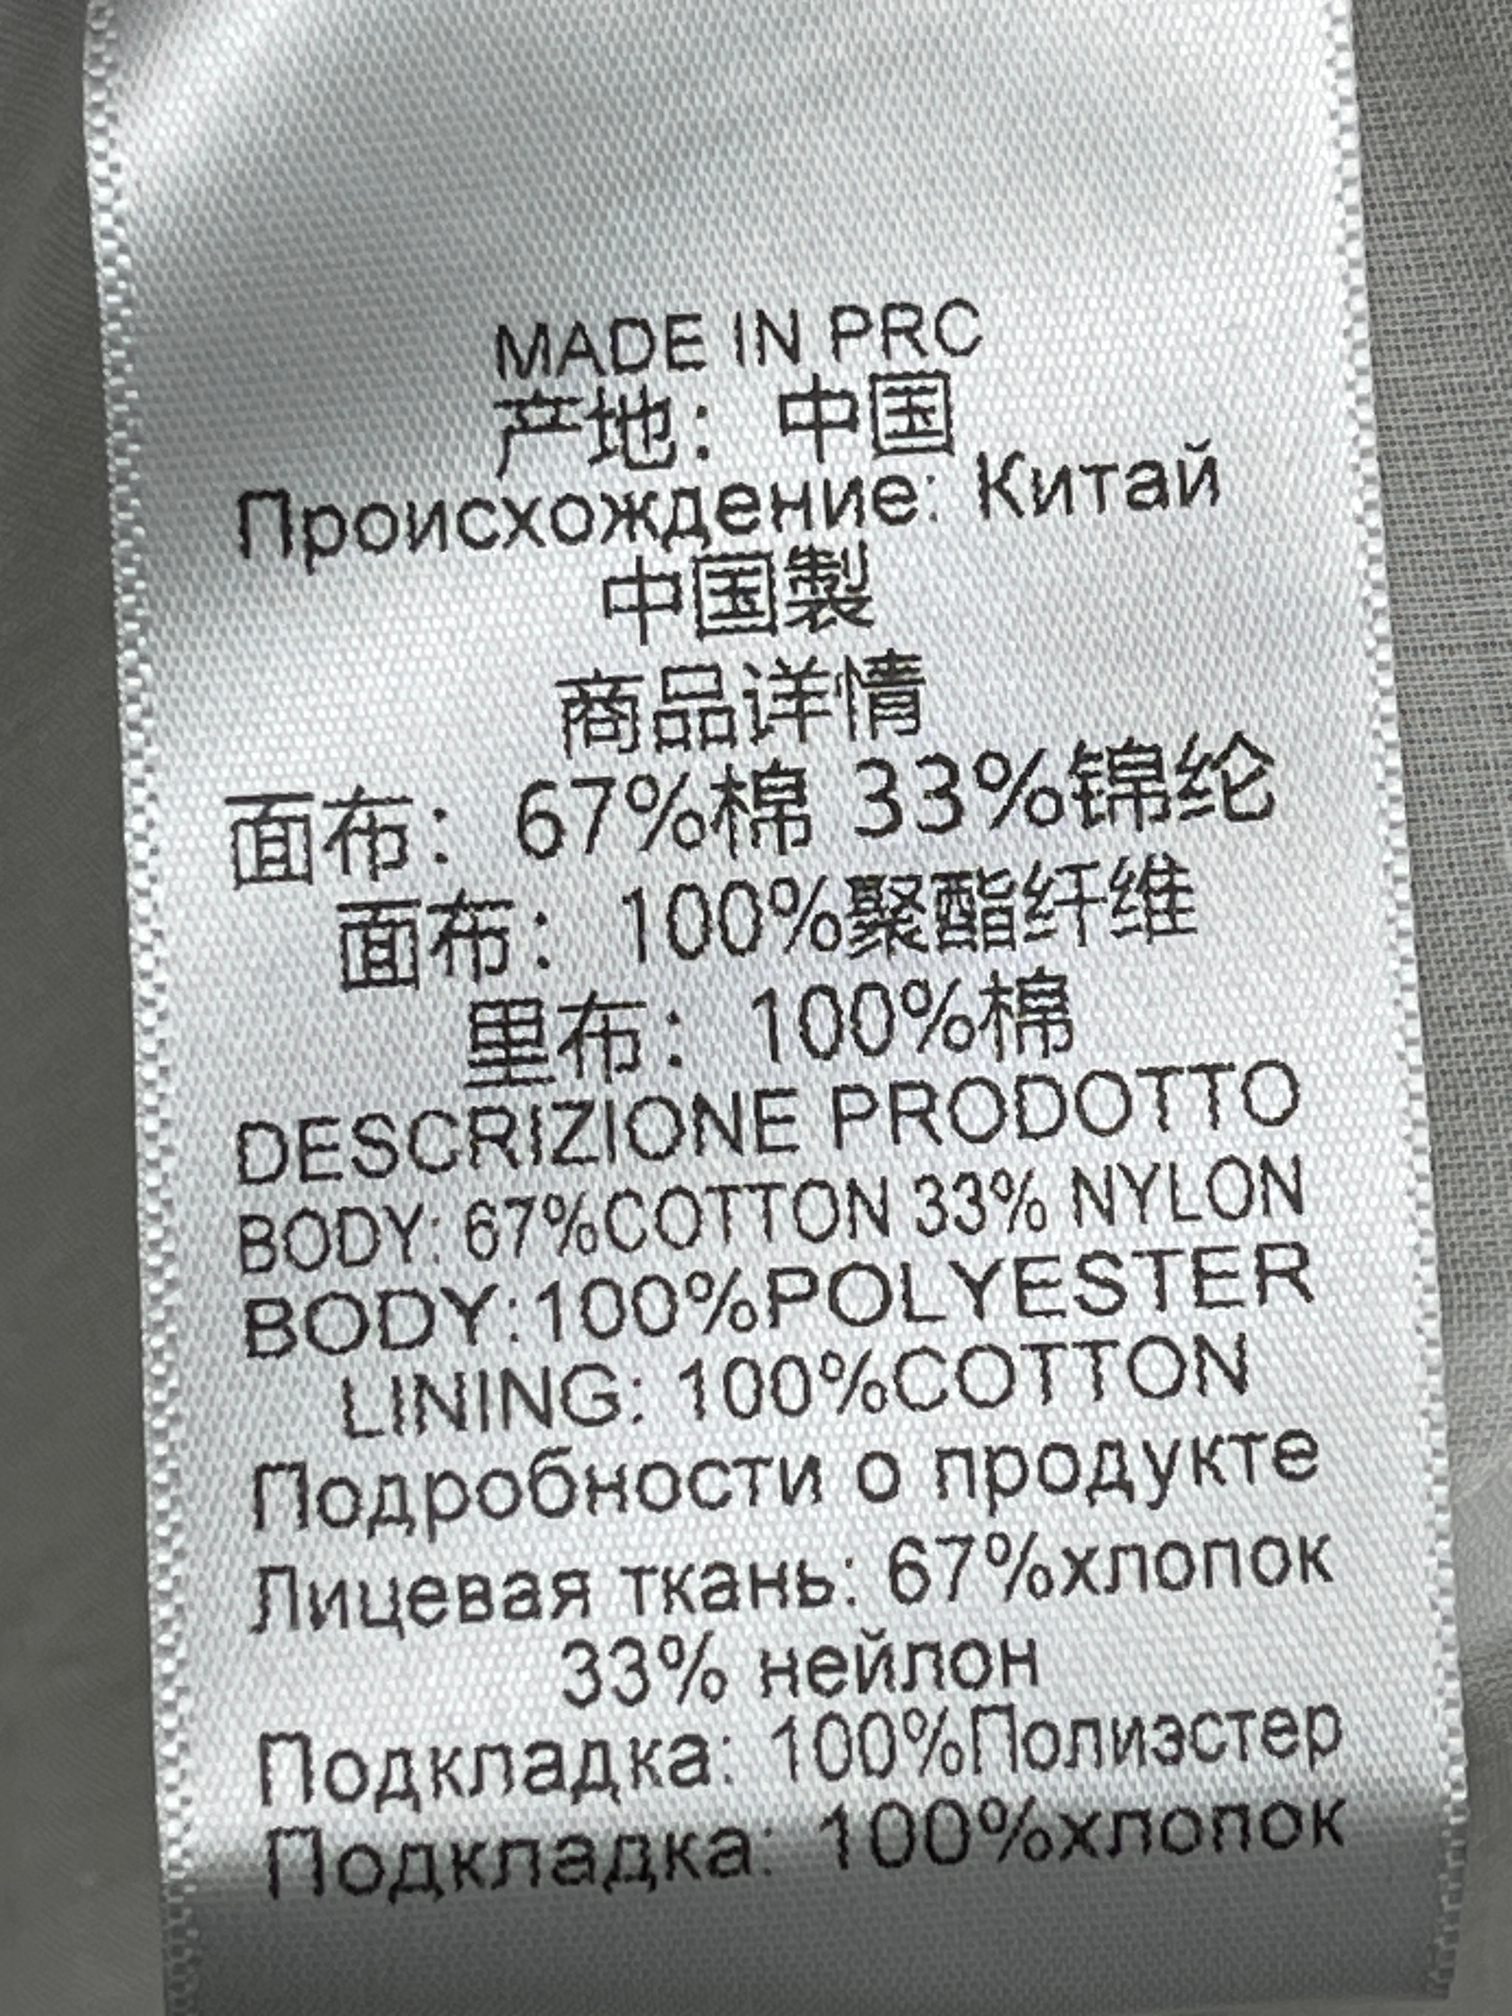 MADE IN PRC
产地：中国
Происхождение: Китай
中国製
商品详情
面布：67%棉 33%锦纶
面布：100%聚酯纤维
里布：100%棉
DESCRIZIONE PRODOTTO
BODY: 67%COTTON 33% NYLON
BODY:100%POLYESTER
LINING: 100%COTTON
Подробности о продукте
Лицевая ткань: 67%хлопок
33% нейлон
Подкладка: 100%Полиэстер
Подкладка: 100%хлопок